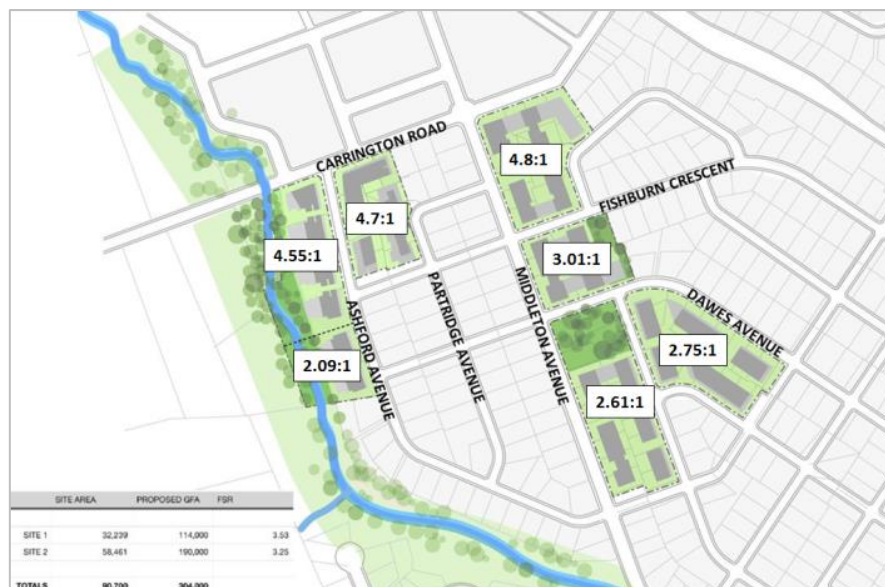 CARRINGTON ROAD
4.8:1
FISHBURN CRESCENT
4.7:1
4.55:1
3.01:1
PARTRIDGE AVENUE
MIDDLETON AVENUE
DAWES AVENUE
ASHFORD AVENUE
2.75:1
2.09:1
2.61:1
SITE AREA PROPOSED GFA FSR
SITE 1 32,239 114,000 3.53
SITE 2 58,461 190,000 3.25
TOTALS 90,700 304,000